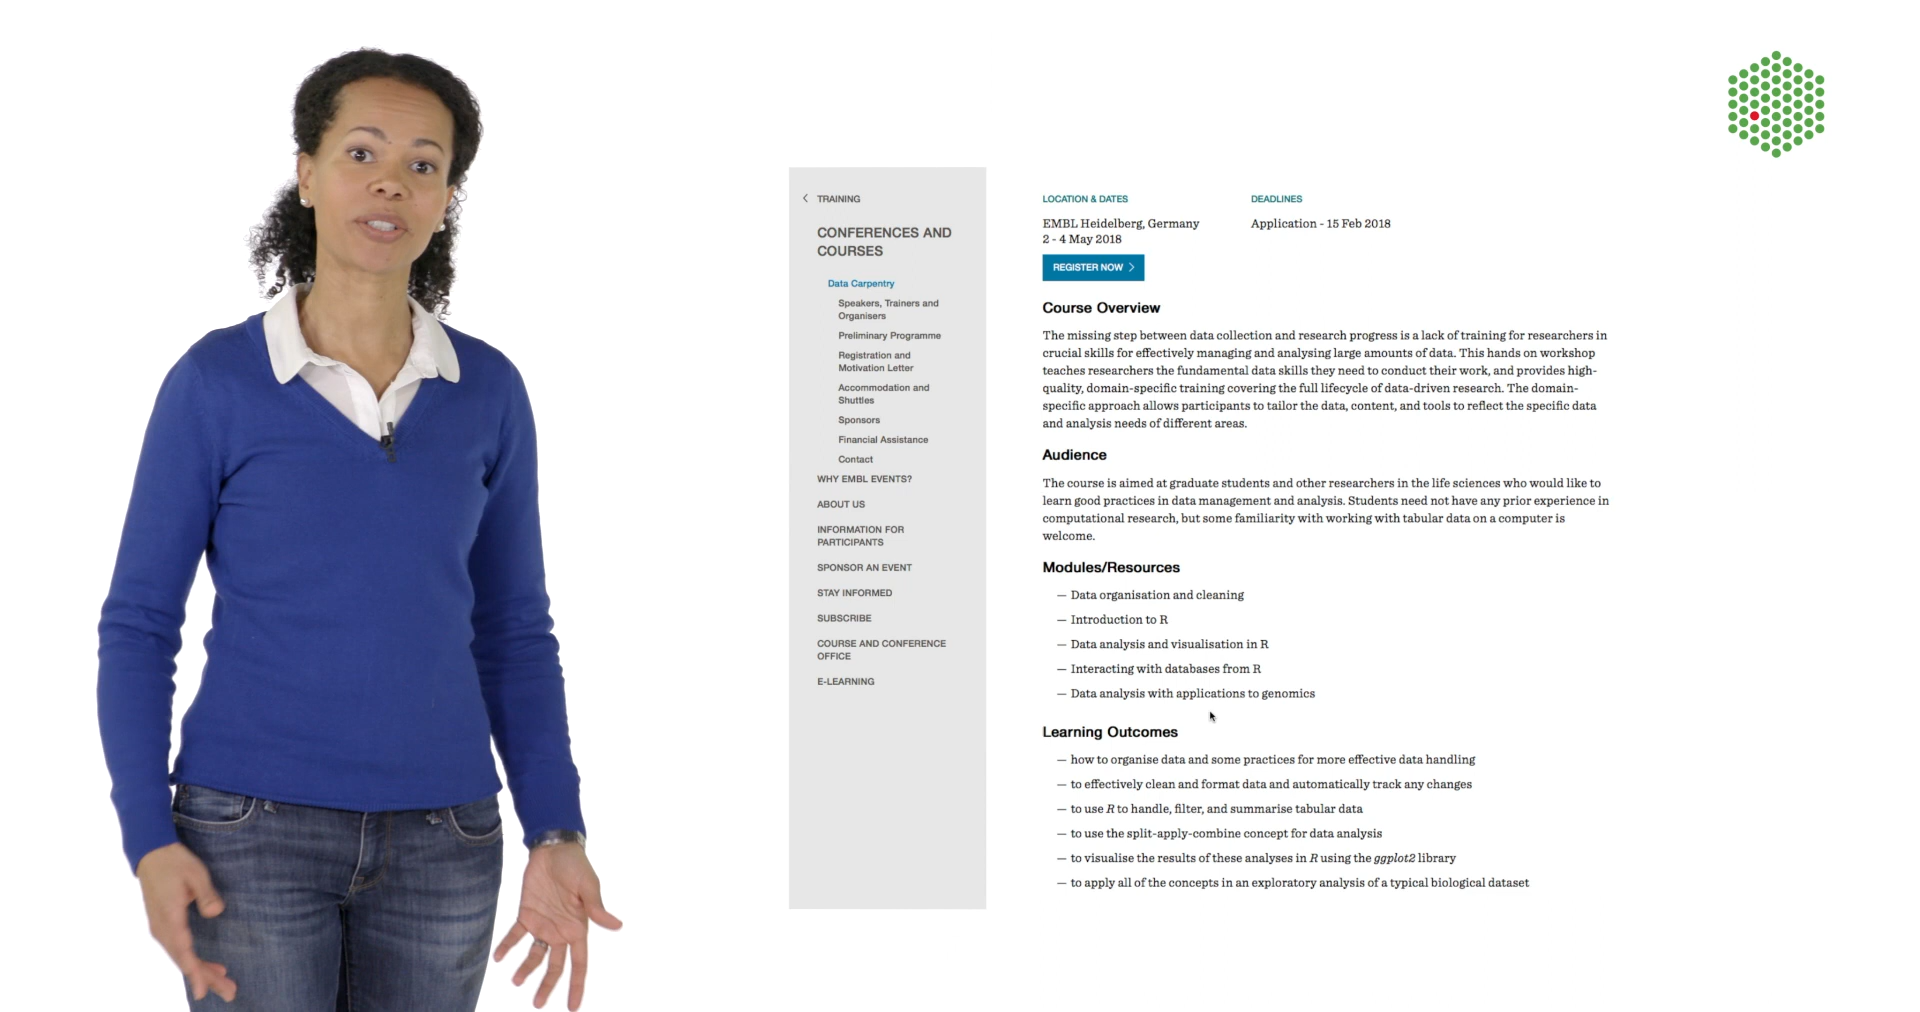 TRAINING
CONFERENCES AND
COURSES
Data Carpentry
Speakers, Trainers and
Organisers
Preliminary Programme
Registration and
Motivation Letter
Accommodation and
Shuttles
Sponsors
Financial Assistance
Contact
WHY EMBL EVENTS?
ABOUT US
INFORMATION FOR
PARTICIPANTS
SPONSOR AN EVENT
STAY INFORMED
SUBSCRIBE
COURSE AND CONFERENCE
OFFICE
E-LEARNING
LOCATION & DATES
EMBL Heidelberg, Germany
2 - 4 May 2018
REGISTER NOW
DEADLINES
Application - 15 Feb 2018
Course Overview
The missing step between data collection and research progress is a lack of training for researchers in
crucial skills for effectively managing and analysing large amounts of data. This hands on workshop
teaches researchers the fundamental data skills they need to conduct their work, and provides high-
quality, domain-specific training covering the full lifecycle of data-driven research. The domain-
specific approach allows participants to tailor the data, content, and tools to reflect the specific data
and analysis needs of different areas.
Audience
The course is aimed at graduate students and other researchers in the life sciences who would like to
learn good practices in data management and analysis. Students need not have any prior experience in
computational research, but some familiarity with working with tabular data on a computer is
welcome.
Modules/Resources
— Data organisation and cleaning
— Introduction to R
— Data analysis and visualisation in R
— Interacting with databases from R
— Data analysis with applications to genomics
Learning Outcomes
— how to organise data and some practices for more effective data handling
— to effectively clean and format data and automatically track any changes
— to use R to handle, filter, and summarise tabular data
— to use the split-apply-combine concept for data analysis
— to visualise the results of these analyses in R using the ggplot2 library
— to apply all of the concepts in an exploratory analysis of a typical biological dataset